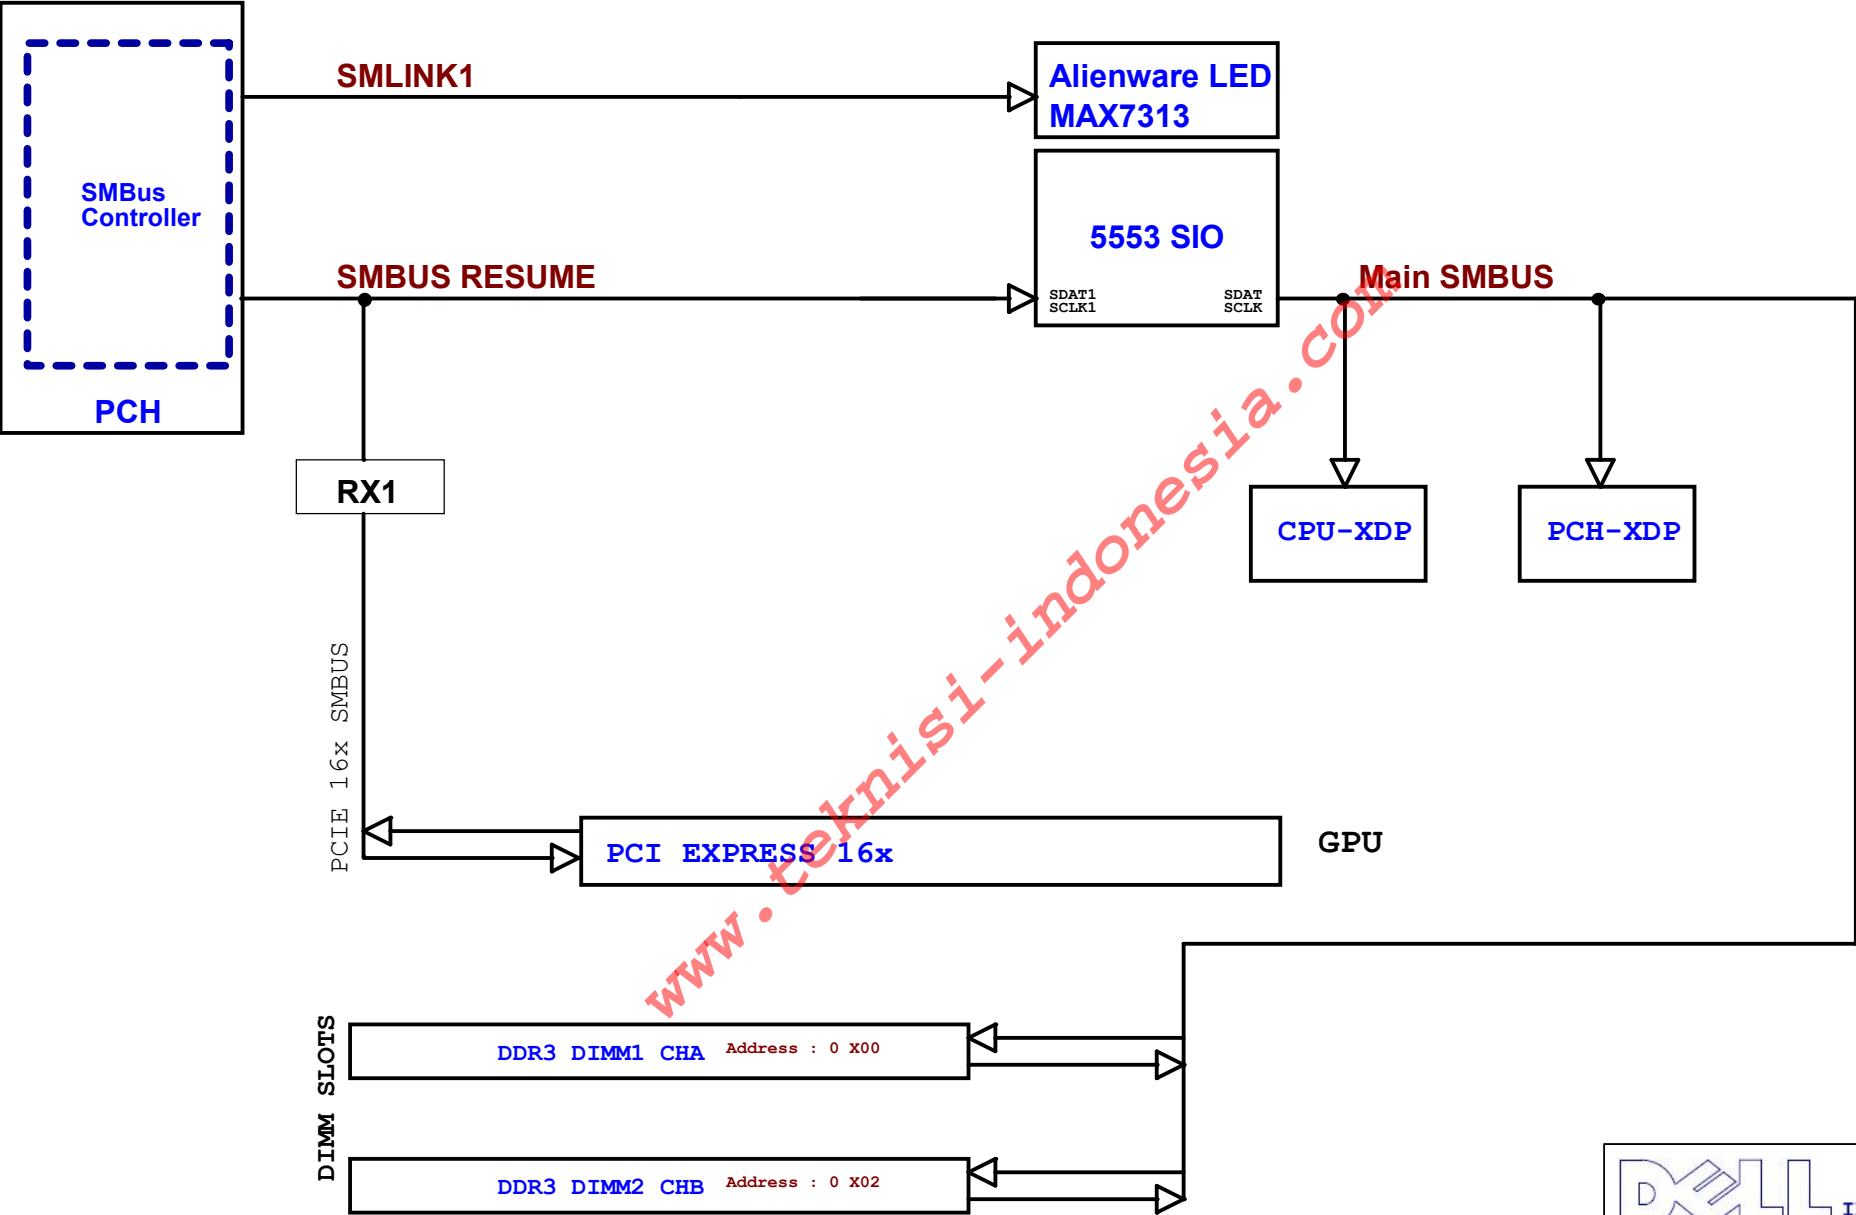 SMLINK1
Alienware LED
MAX7313
SMBus
Controller
5553 SIO
SMBUS RESUME
Main SMBUS
SDAT1
SCLK1
SDAT
SCLK
PCH
RX1
CPU-XDP
PCH-XDP
PCIE 16x SMBUS
PCI EXPRESS 16x
GPU
www.teknisi-indonesia.com
DIMM SLOTS
DDR3 DIMM1 CHA Address : 0 X00
DDR3 DIMM2 CHB Address : 0 X02
DELL